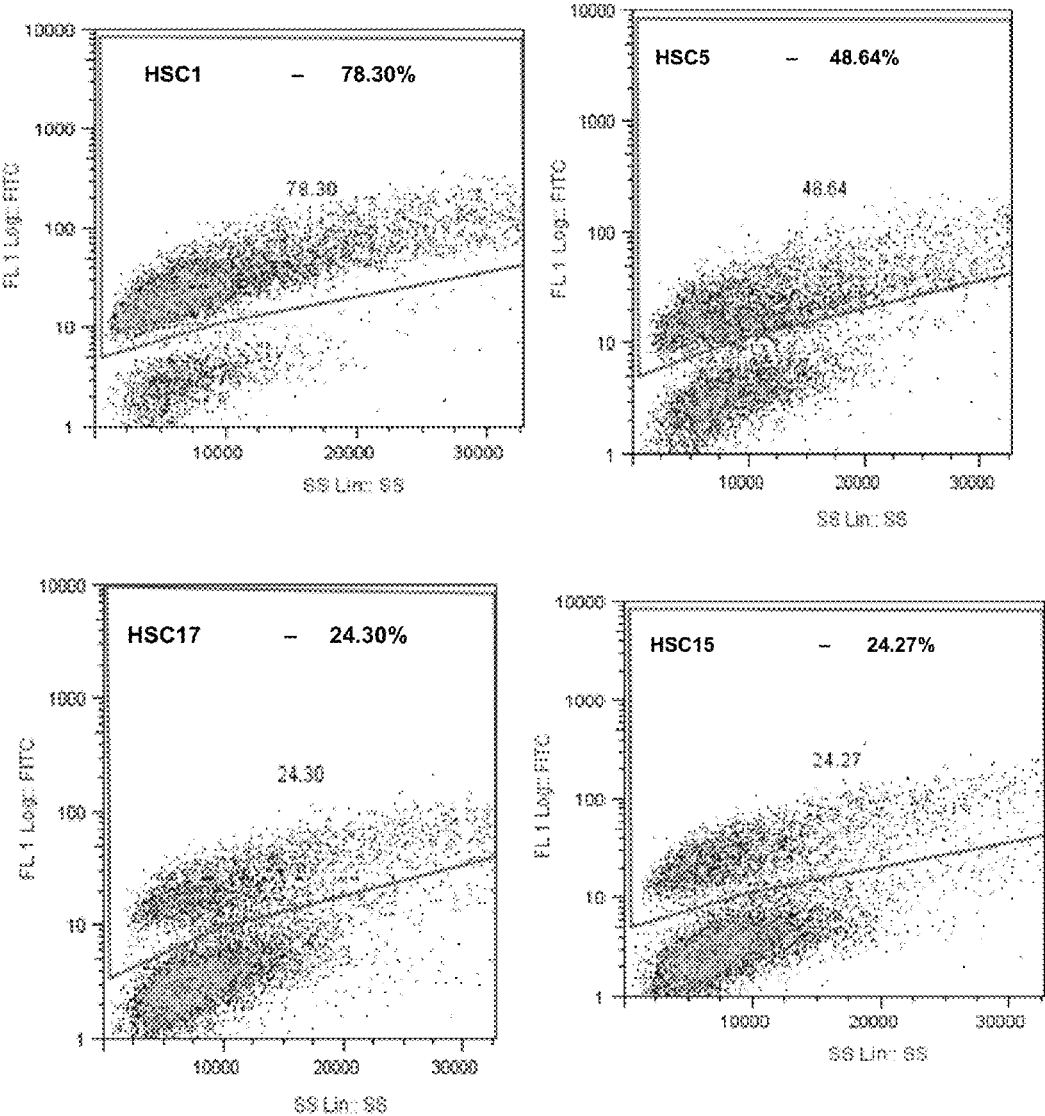 10000
HSC1 – 78.30%
1000
78.30
100
10
1
10000 20000 30000
FL 1 Log:: FITC
SS Lin:: SS
10000
HSC5 – 48.64%
1000
48.64
100
10
1
10000 20000 30000
FL 1 Log:: FITC
SS Lin:: SS
10000
HSC17 – 24.30%
1000
24.30
100
10
1
10000 20000 30000
FL 1 Log:: FITC
SS Lin:: SS
10000
HSC15 – 24.27%
1000
24.27
100
10
1
10000 20000 30000
FL 1 Log:: FITC
SS Lin:: SS